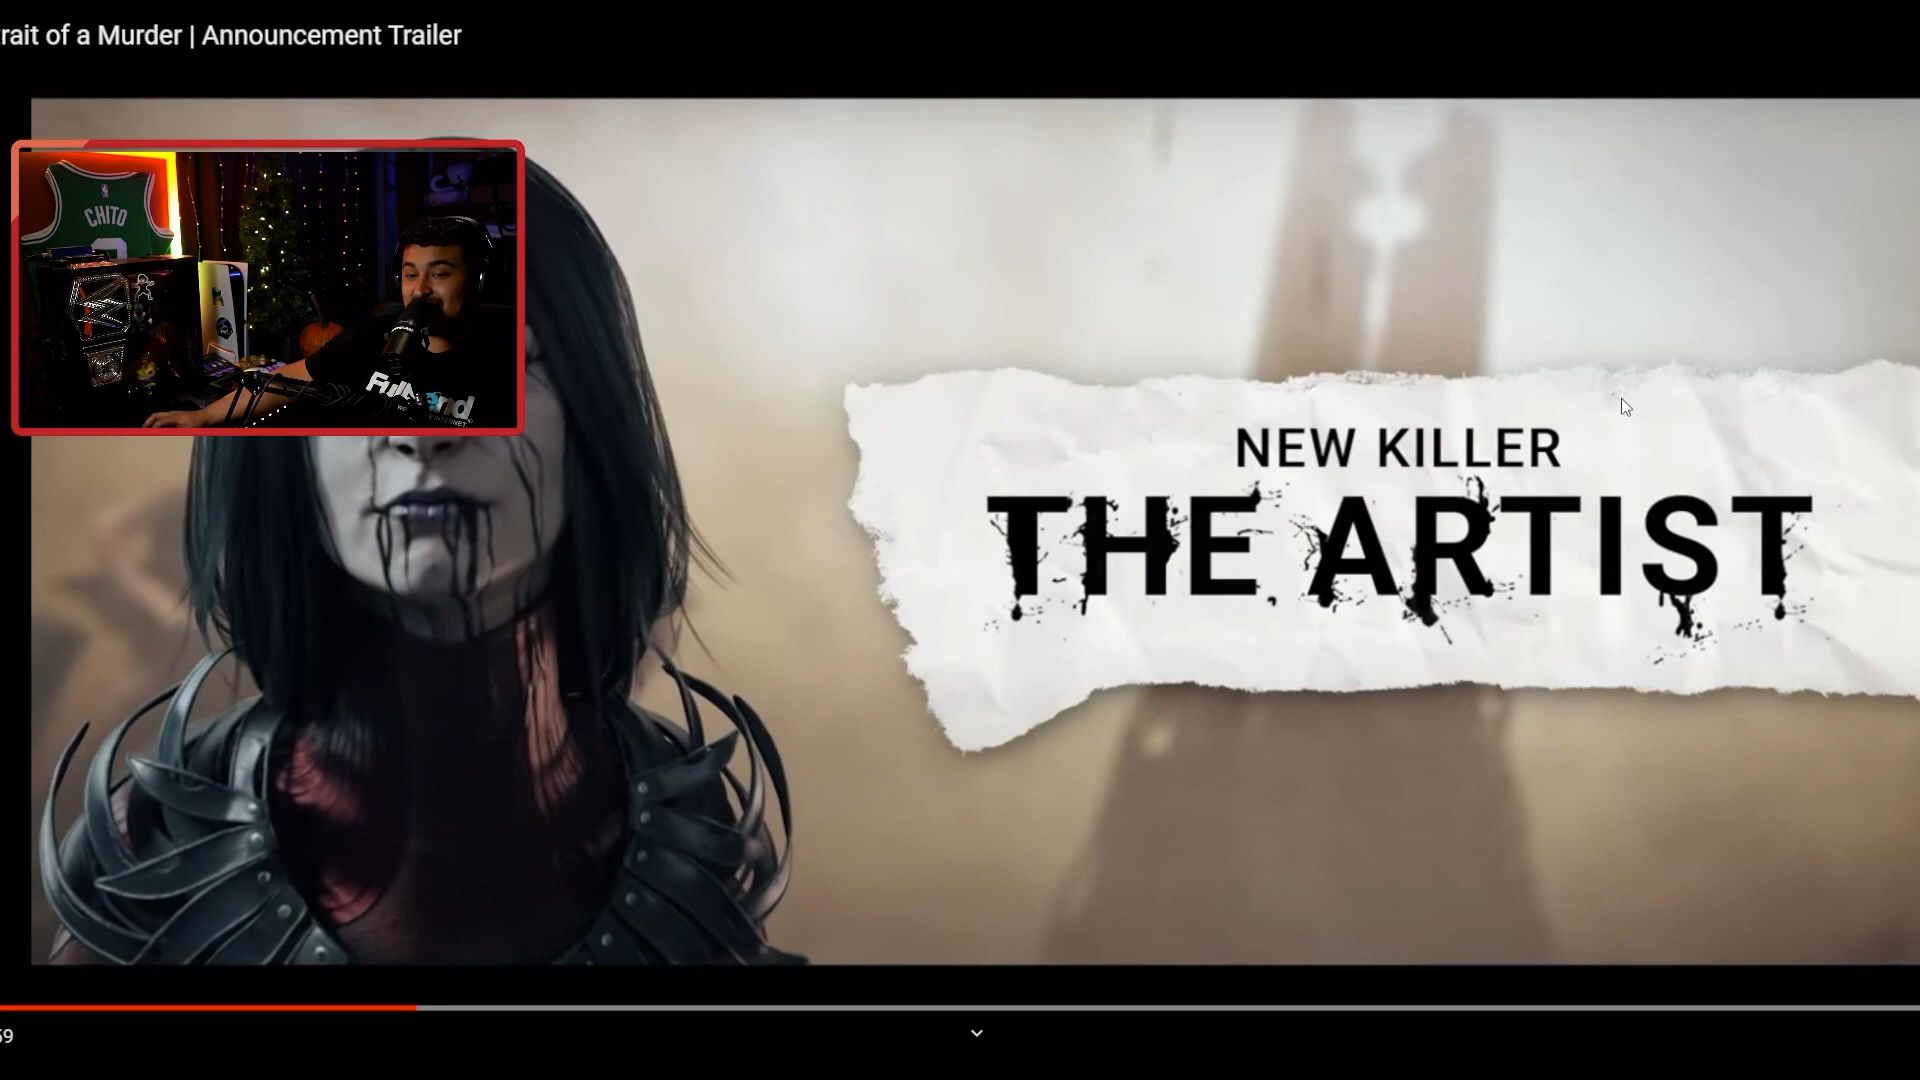 rait of a Murder | Announcement Trailer
CHITO
NEW KILLER
THE ARTIST
59